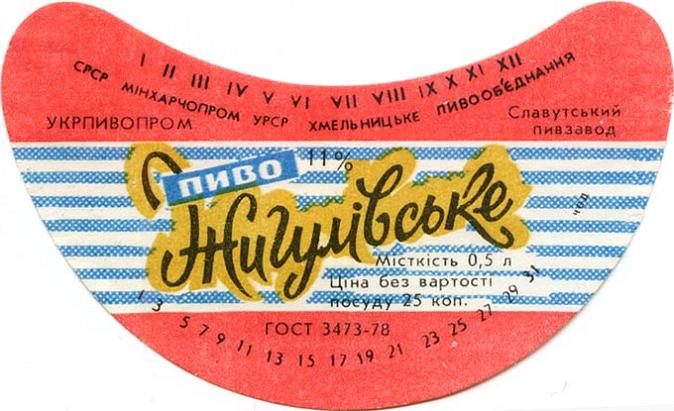 I II III IV V VI VII VIII IX X XI XII
СРСР МІНХАРЧОПРОМ УРСР ХМЕЛЬНИЦЬКЕ ПИВООБ'ЄДНАННЯ
УКРПИВОПРОМ
Славутський
пивзавод
ПИВО 11%
Жигулівське
Місткість 0,5 л
Ціна без вартості
посуду 25 коп.
ГОСТ 3473-78
1 3 5 7 9 11 13 15 17 19 21 23 25 27 29 31